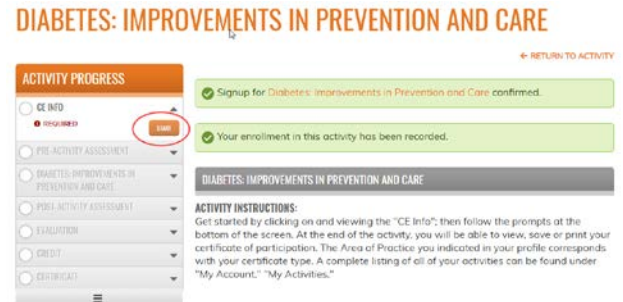 DIABETES: IMPROVEMENTS IN PREVENTION AND CARE
← RETURN TO ACTIVITY
ACTIVITY PROGRESS
CE INFO
REQUIRED
PRE-ACTIVITY ASSESSMENT
DIABETES: IMPROVEMENTS IN
PREVENTION AND CARE
POST-ACTIVITY ASSESSMENT
EVALUATION
CREDIT
CERTIFICATE
Signup for Diabetes: Improvements in Prevention and Care confirmed.
Your enrollment in this activity has been recorded.
DIABETES: IMPROVEMENTS IN PREVENTION AND CARE
ACTIVITY INSTRUCTIONS:
Get started by clicking on and viewing the "CE Info"; then follow the prompts at the
bottom of the screen. At the end of the activity, you will be able to view, save or print your
certificate of participation. The Area of Practice you indicated in your profile corresponds
with your certificate type. A complete listing of all of your activities can be found under
"My Account," "My Activities."